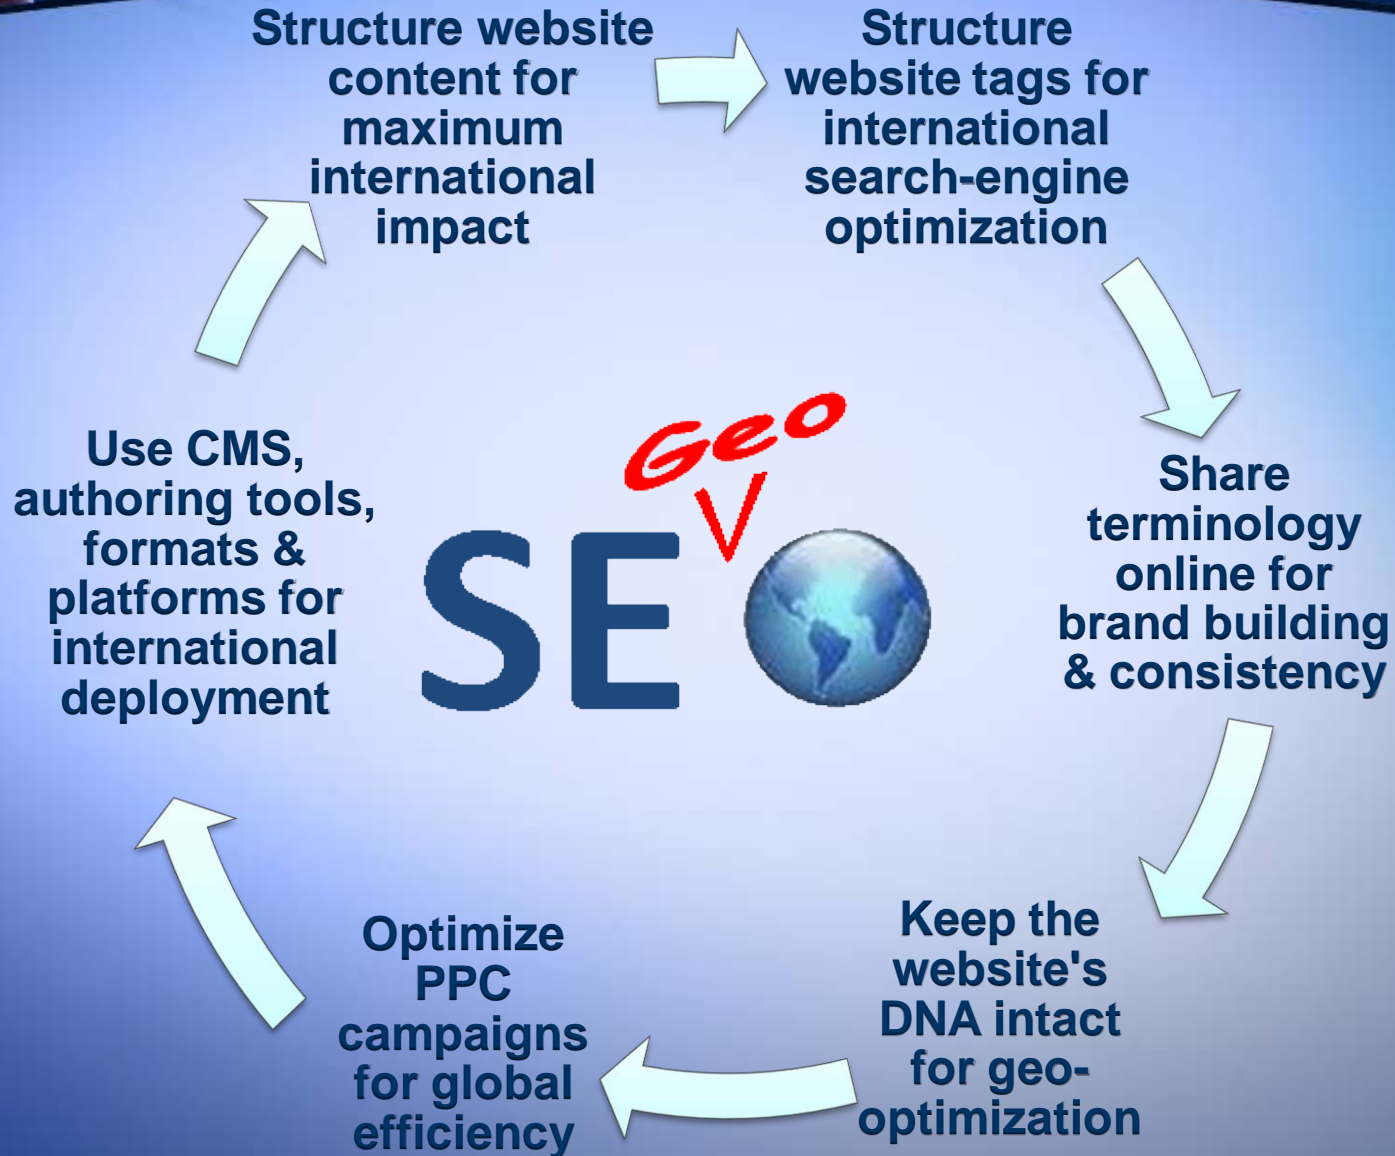 Structure website
content for
maximum
international
impact
Structure
website tags for
international
search-engine
optimization
Share
terminology
online for
brand building
& consistency
Keep the
website's
DNA intact
for geo-
optimization
Optimize
PPC
campaigns
for global
efficiency
Use CMS,
authoring tools,
formats &
platforms for
international
deployment
Geo
V
SE